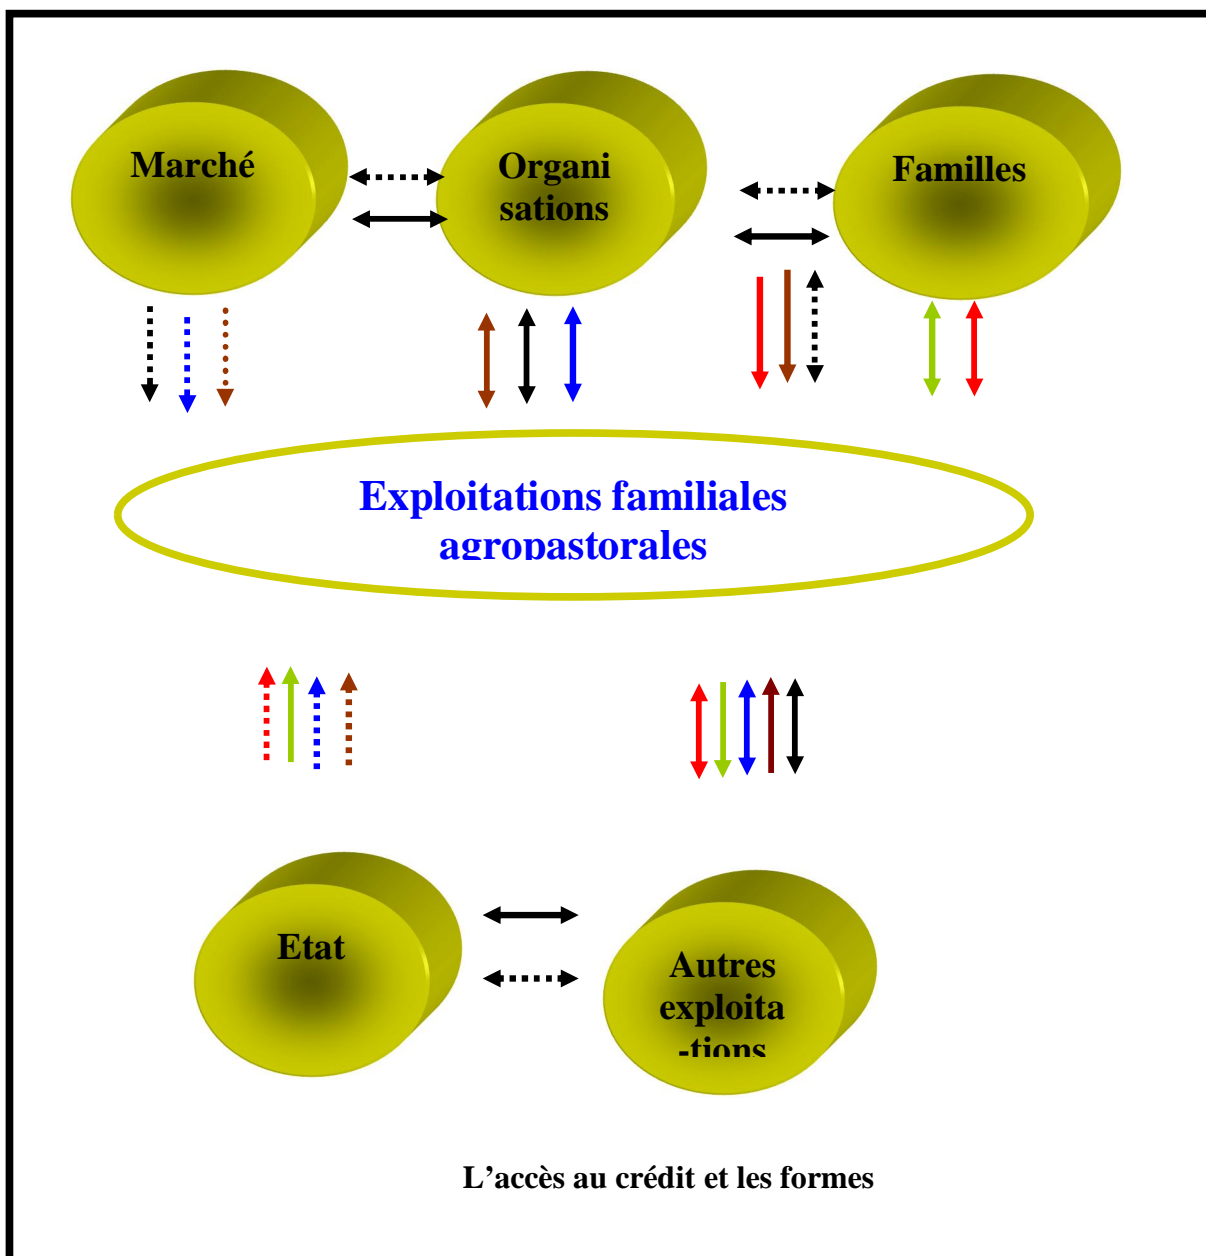 Marché
Organi
sations
Familles
Exploitations familiales
agropastorales
Etat
Autres
exploita
-tions
L’accès au crédit et les formes